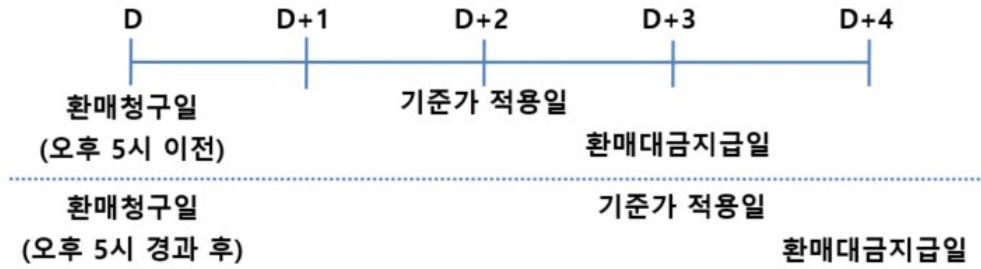 D D+1 D+2 D+3 D+4
환매청구일 기준가 적용일
(오후 5시 이전) 환매대금지급일
환매청구일 기준가 적용일
(오후 5시 경과 후) 환매대금지급일